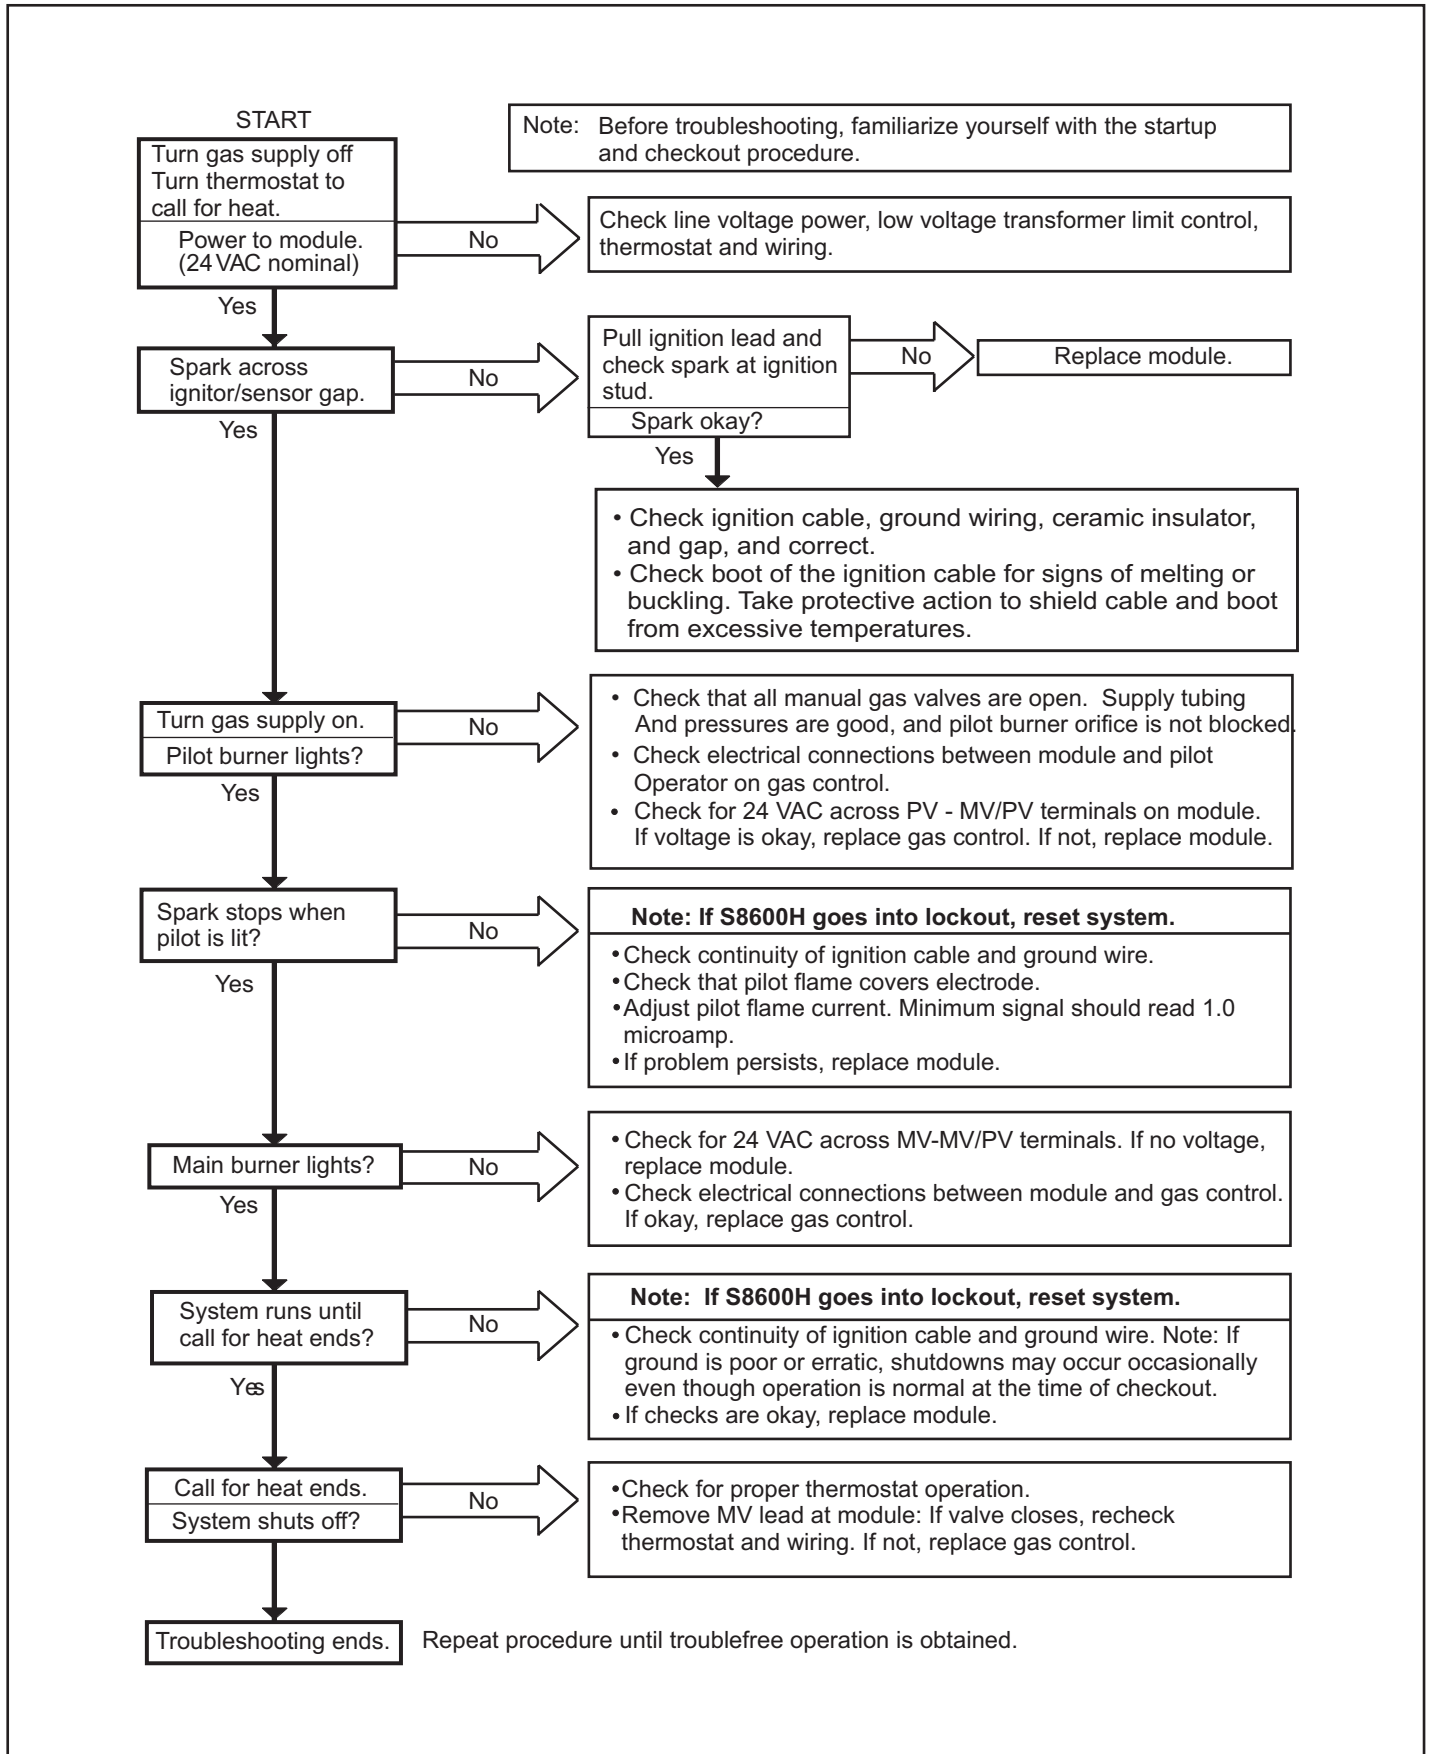 START
Note: Before troubleshooting, familiarize yourself with the startup
and checkout procedure.
Turn gas supply off
Turn thermostat to
call for heat.
Power to module.
(24 VAC nominal)
No
Check line voltage power, low voltage transformer limit control,
thermostat and wiring.
Yes
Spark across
ignitor/sensor gap.
No
Pull ignition lead and
check spark at ignition
stud.
Spark okay?
No
Replace module.
Yes
Yes
• Check ignition cable, ground wiring, ceramic insulator,
and gap, and correct.
• Check boot of the ignition cable for signs of melting or
buckling. Take protective action to shield cable and boot
from excessive temperatures.
Turn gas supply on.
Pilot burner lights?
No
• Check that all manual gas valves are open. Supply tubing
And pressures are good, and pilot burner orifice is not blocked.
• Check electrical connections between module and pilot
Operator on gas control.
• Check for 24 VAC across PV - MV/PV terminals on module.
If voltage is okay, replace gas control. If not, replace module.
Yes
Spark stops when
pilot is lit?
No
Note: If S8600H goes into lockout, reset system.
• Check continuity of ignition cable and ground wire.
• Check that pilot flame covers electrode.
• Adjust pilot flame current. Minimum signal should read 1.0
microamp.
• If problem persists, replace module.
Yes
Main burner lights?
No
• Check for 24 VAC across MV-MV/PV terminals. If no voltage,
replace module.
• Check electrical connections between module and gas control.
If okay, replace gas control.
Yes
System runs until
call for heat ends?
No
Note: If S8600H goes into lockout, reset system.
• Check continuity of ignition cable and ground wire. Note: If
ground is poor or erratic, shutdowns may occur occasionally
even though operation is normal at the time of checkout.
• If checks are okay, replace module.
Yes
Call for heat ends.
System shuts off?
No
• Check for proper thermostat operation.
• Remove MV lead at module: If valve closes, recheck
thermostat and wiring. If not, replace gas control.
Troubleshooting ends.
Repeat procedure until troublefree operation is obtained.